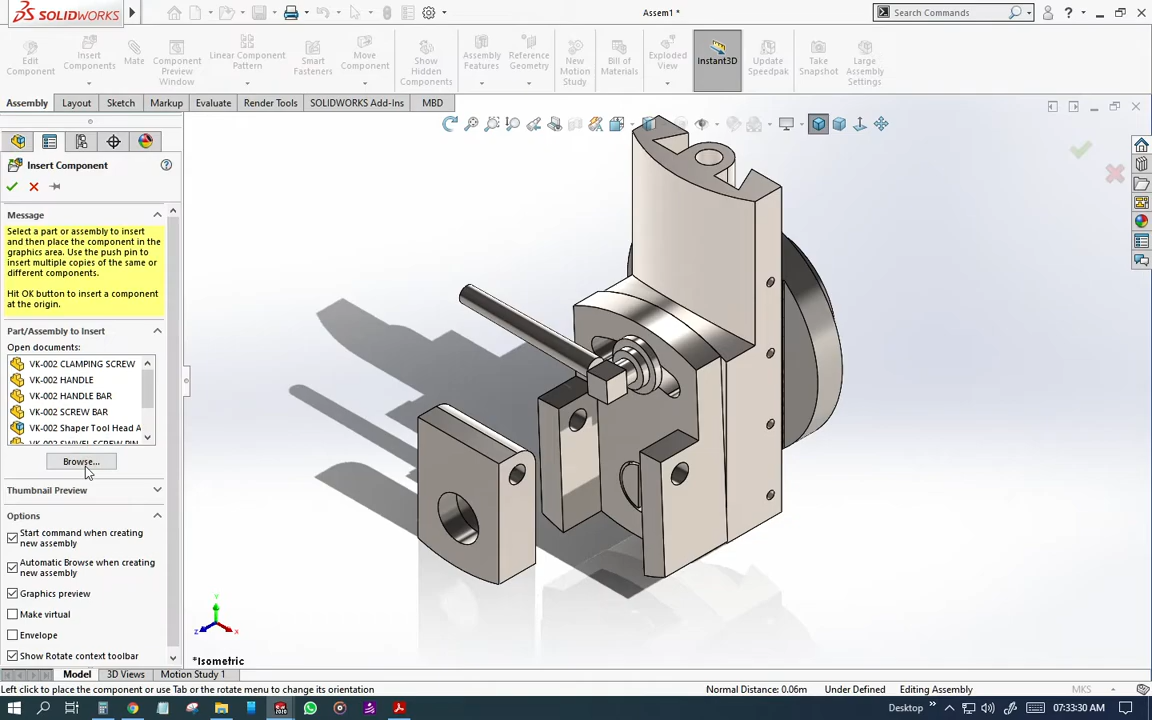 SOLIDWORKS
Assem1 *
Search Commands
Edit Component
Insert Components
Mate
Component Preview Window
Linear Component Pattern
Smart Fasteners
Move Component
Show Hidden Components
Assembly Features
Reference Geometry
New Motion Study
Bill of Materials
Exploded View
Instant3D
Update Speedpak
Take Snapshot
Large Assembly Settings
Assembly
Layout
Sketch
Markup
Evaluate
Render Tools
SOLIDWORKS Add-Ins
MBD
Insert Component
Message
Select a part or assembly to insert
and then place the component in the
graphics area. Use the push pin to
insert multiple copies of the same or
different components.
Hit OK button to insert a component
at the origin.
Part/Assembly to Insert
Open documents:
VK-002 CLAMPING SCREW
VK-002 HANDLE
VK-002 HANDLE BAR
VK-002 SCREW BAR
VK-002 Shaper Tool Head A
VK-002 SWIVEL SCREW PIN
Browse...
Thumbnail Preview
Options
Start command when creating
new assembly
Automatic Browse when creating
new assembly
Graphics preview
Make virtual
Envelope
Show Rotate context toolbar
Y
X
Z
*Isometric
Model
3D Views
Motion Study 1
Left click to place the component or use Tab or the rotate menu to change its orientation
Normal Distance: 0.06m
Under Defined
Editing Assembly
MKS
Desktop
07:33:30 AM